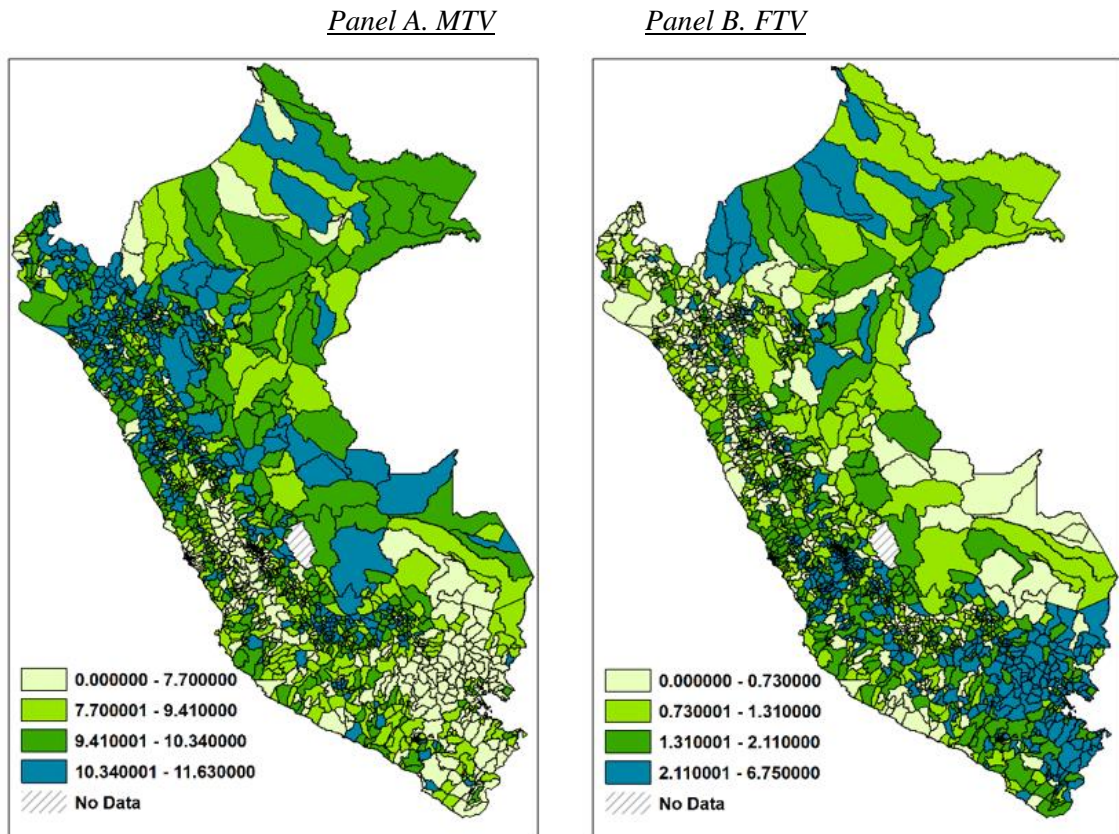 Panel A. MTV
Panel B. FTV
0.000000 - 7.700000
7.700001 - 9.410000
9.410001 - 10.340000
10.340001 - 11.630000
No Data
0.000000 - 0.730000
0.730001 - 1.310000
1.310001 - 2.110000
2.110001 - 6.750000
No Data